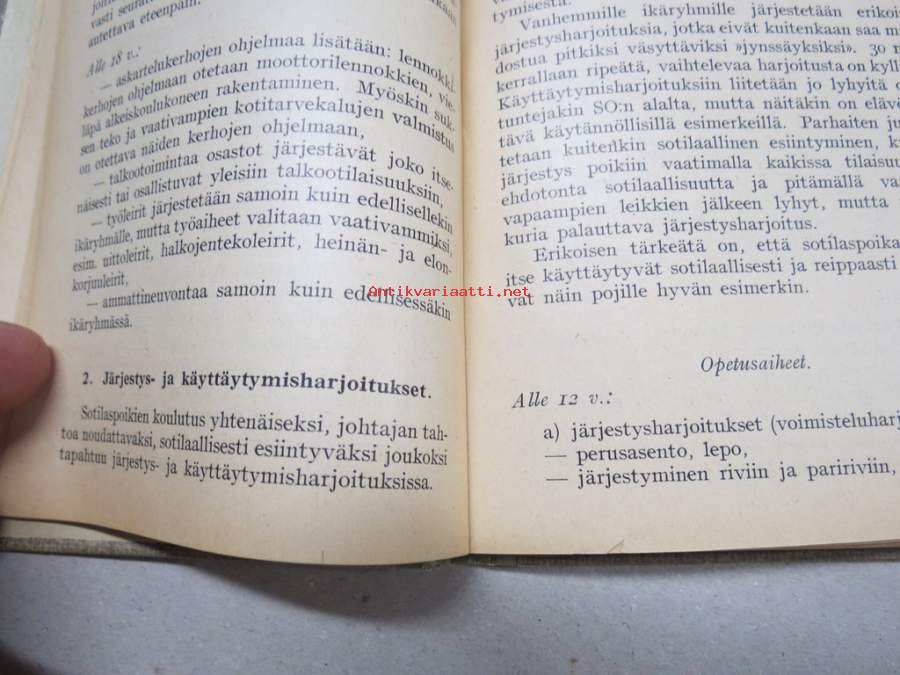 vasti
autettava eteenpäin.
Alle 18 v.:
— askartelukerhojen ohjelmaa lisätään: lennokki-
kerhojen ohjelmaan otetaan moottorilennokkien, vie-
läpä alkeiskoulukoneen rakentaminen. Myöskin suk-
sen teko ja vaativampien kotitarvekalujen valmistus
on otettava näiden kerhojen ohjelmaan,
— talkootoimintaa osastot järjestävät joko itse-
näisesti tai osallistuvat yleisiin talkootilaisuuksiin,
— työleirit järjestetään samoin kuin edellisellekin
ikäryhmälle, mutta työaiheet valitaan vaativammiksi,
esim. uittoleirit, halkojentekoleirit, heinän- ja elon-
korjuuleirit,
— ammattineuvontaa samoin kuin edellisessäkin
ikäryhmässä.
2. Järjestys- ja käyttäytymisharjoitukset.
Sotilaspoikien koulutus yhtenäiseksi, johtajan tah-
toa noudattavaksi, sotilaallisesti esiintyväksi joukoksi
tapahtuu järjestys- ja käyttäytymisharjoituksissa.
tymisestä.
Vanhemmille ikäryhmille järjestetään erikoi
järjestysharjoituksia, jotka eivät kuitenkaan saa m
dostua pitkiksi väsyttäviksi »jynssäyksiksi». 30 m
kerrallaan ripeätä, vaihtelevaa harjoitusta on kylli
Käyttäytymisharjoituksiin liitetään jo lyhyitä o
tuntejakin SO:n alalta, mutta näitäkin on eläv
tävä käytännöllisillä esimerkeillä. Parhaiten ju
tetaan kuitenkin sotilaallinen esiintyminen, k
järjestys poikiin vaatimalla kaikissa tilaisuu
ehdotonta sotilaallisuutta ja pitämällä va
vapaampien leikkien jälkeen lyhyt, mutta
kuria palauttava järjestysharjoitus.
Erikoisen tärkeätä on, että sotilaspoika
itse käyttäytyvät sotilaallisesti ja reippaasti
vät näin pojille hyvän esimerkin.
Opetusaiheet.
Alle 12 v.:
a) järjestysharjoitukset (voimisteluharj
— perusasento, lepo,
— järjestyminen riviin ja paririviin,
Antikvariaatti.net